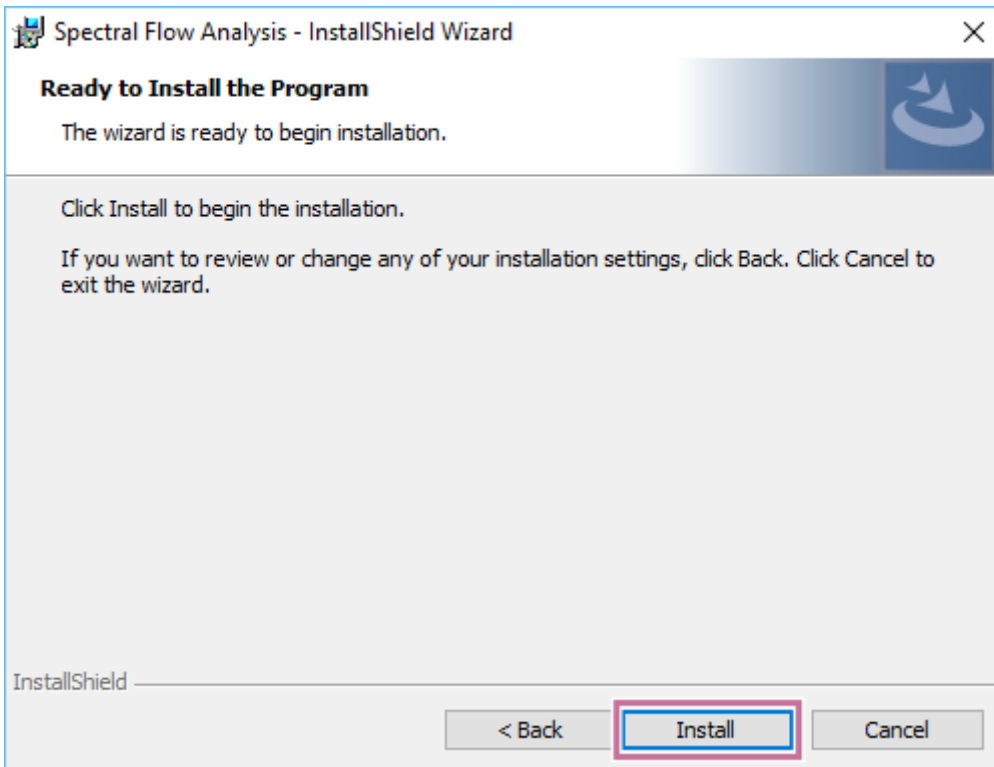 Spectral Flow Analysis - InstallShield Wizard
Ready to Install the Program
The wizard is ready to begin installation.
Click Install to begin the installation.
If you want to review or change any of your installation settings, click Back. Click Cancel to
exit the wizard.
InstallShield
< Back
Install
Cancel